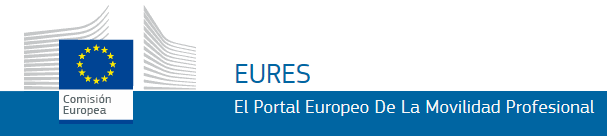 EURES
El Portal Europeo De La Movilidad Profesional
Comisión
Europea